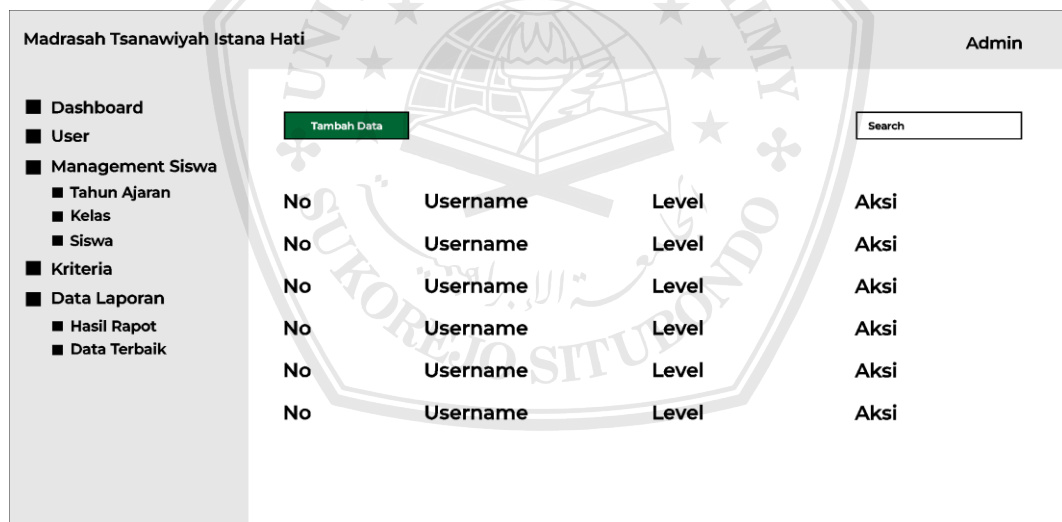 Madrasah Tsanawiyah Istana Hati
Admin
Dashboard
User
Management Siswa
Tahun Ajaran
Kelas
Siswa
Kriteria
Data Laporan
Hasil Rapot
Data Terbaik
Tambah Data
Search
No Username Level Aksi
No Username Level Aksi
No Username Level Aksi
No Username Level Aksi
No Username Level Aksi
No Username Level Aksi
SUKOREJO SITUBONDO